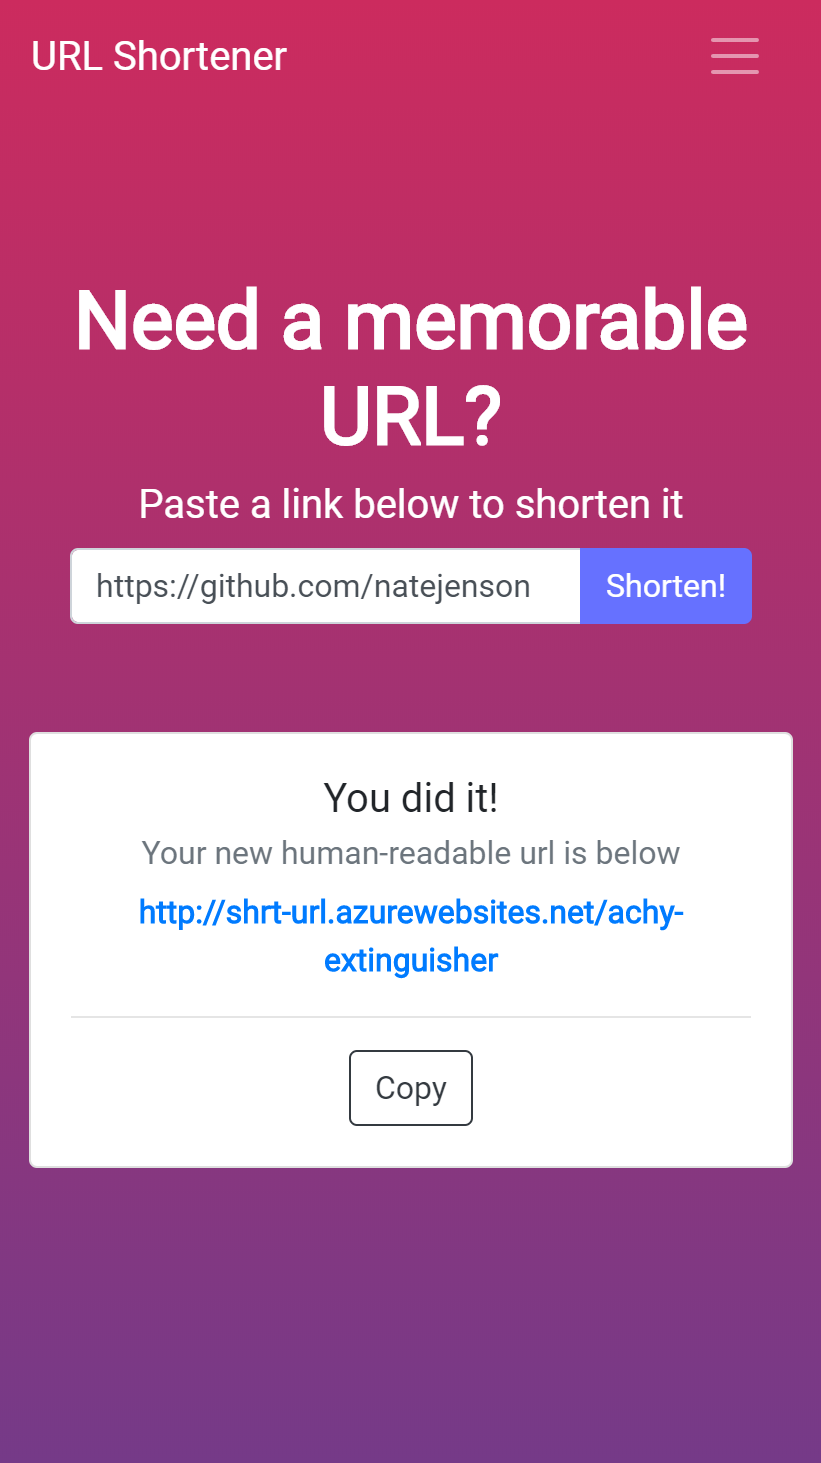 URL Shortener
Need a memorable
URL?
Paste a link below to shorten it
https://github.com/natejenson
Shorten!
You did it!
Your new human-readable url is below
http://shrt-url.azurewebsites.net/achy-
extinguisher
Copy